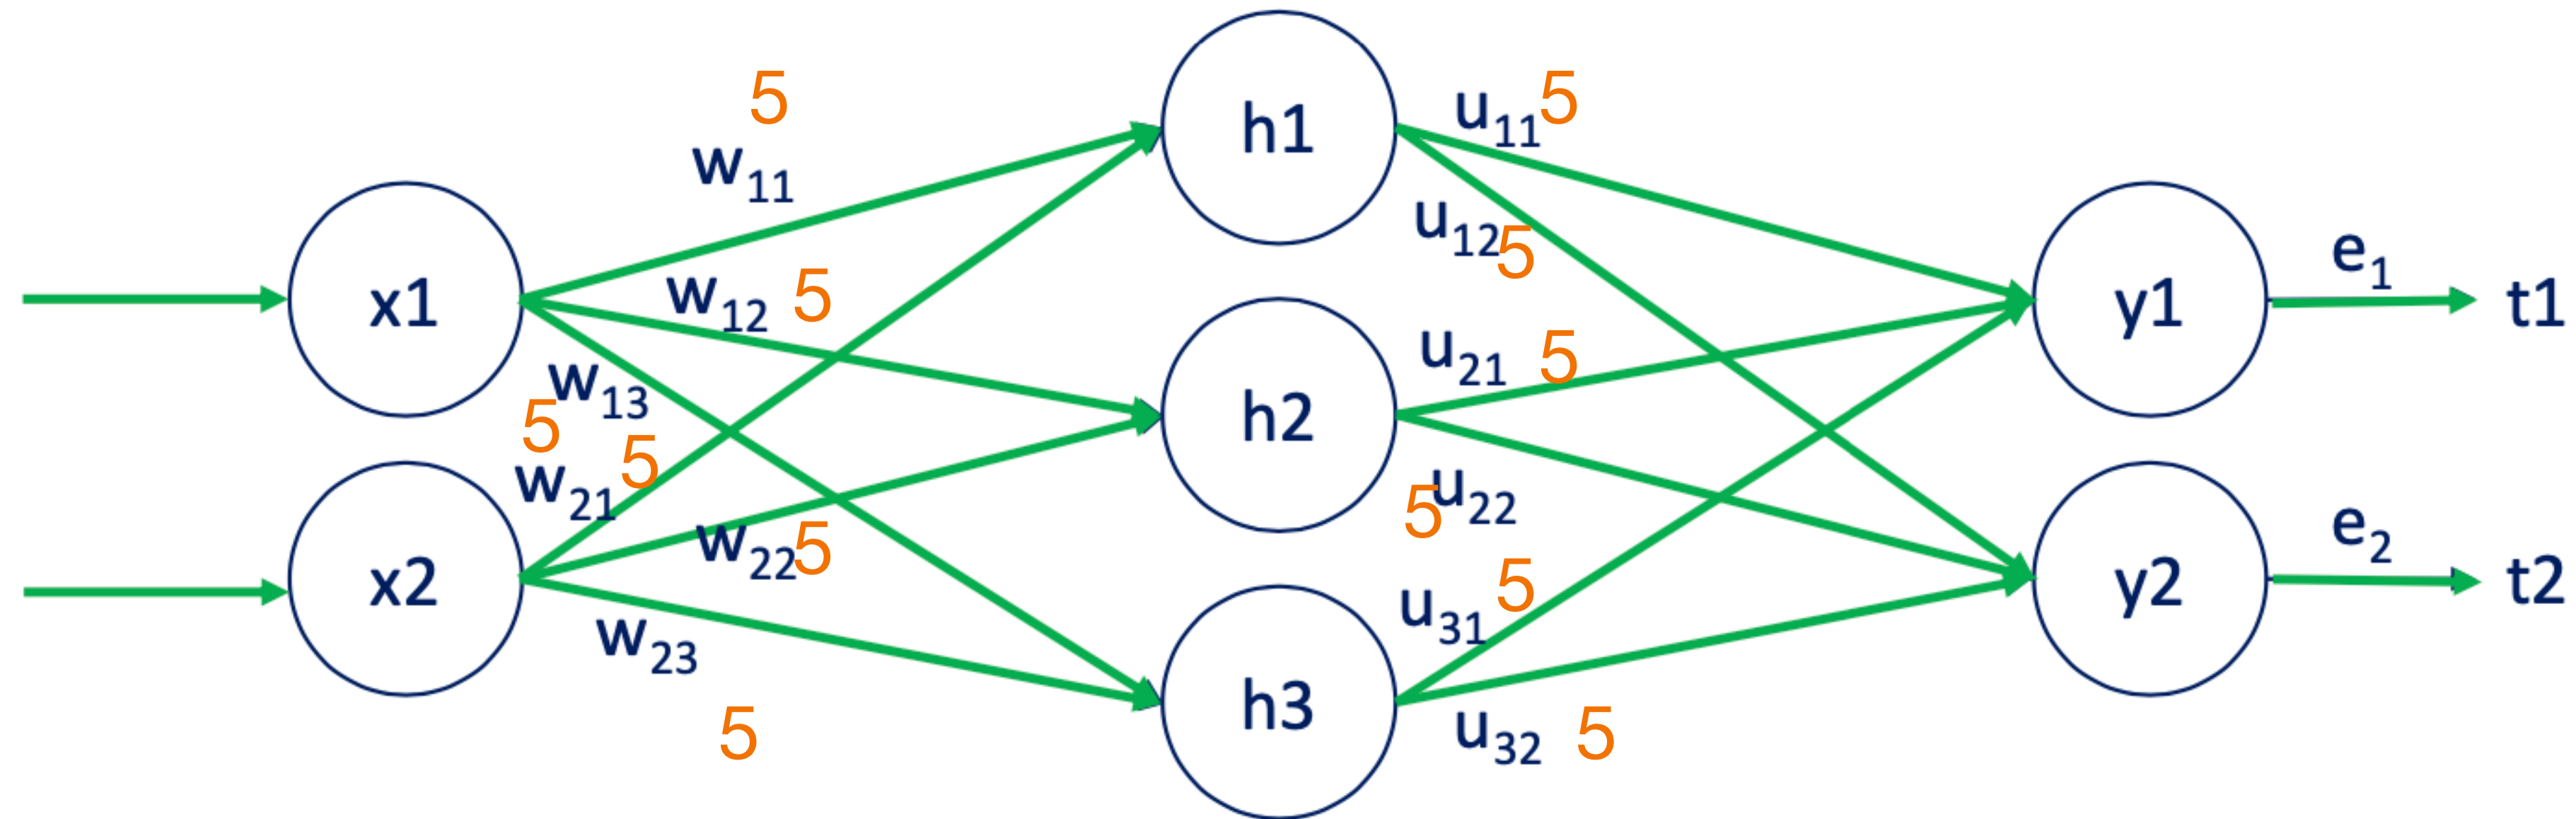 5
w₁₁
x1
w₁₂ 5
w₁₃
5
5
w₂₁
w₂₂ 5
x2
w₂₃
5
h1
h2
h3
u₁₁ 5
u₁₂ 5
u₂₁ 5
5 u₂₂
u₃₁ 5
u₃₂ 5
y1
e₁
t1
y2
e₂
t2